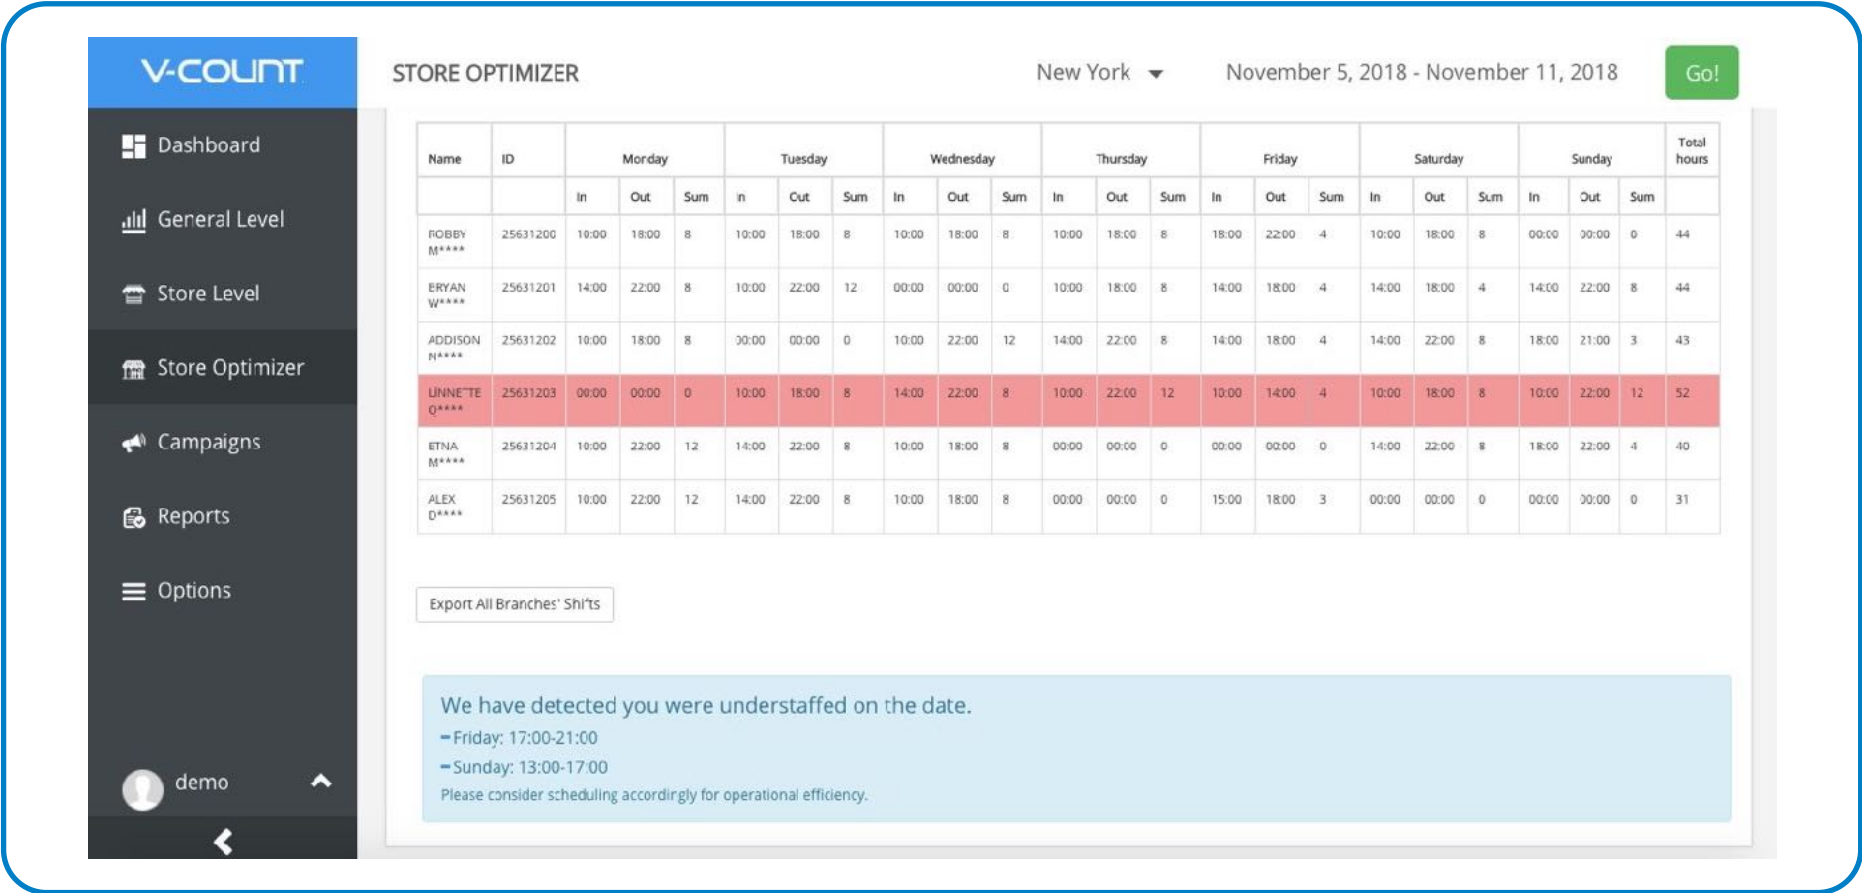 V-COUNT
STORE OPTIMIZER
New York
November 5, 2018 - November 11, 2018
Go!
Dashboard
General Level
Store Level
Store Optimizer
Campaigns
Reports
Options
demo
Name ID Monday Tuesday Wednesday Thursday Friday Saturday Sunday Total hours
In Out Sum In Out Sum In Out Sum In Out Sum In Out Sum In Out Sum In Out Sum
25631200 10:00 18:00 8 10:00 18:00 8 10:00 18:00 8 10:00 18:00 8 18:00 22:00 4 10:00 18:00 8 00:00 00:00 0 44
M****
25631201 14:00 22:00 8 10:00 22:00 12 00:00 00:00 0 10:00 18:00 8 14:00 18:00 4 14:00 18:00 4 14:00 22:00 8 44
W****
ADDISON 25631202 10:00 18:00 8 00:00 00:00 0 10:00 22:00 12 14:00 22:00 8 14:00 18:00 4 14:00 22:00 8 18:00 21:00 3 43
N****
LINNETTE 25631203 00:00 00:00 0 10:00 18:00 8 14:00 22:00 8 10:00 22:00 12 10:00 14:00 4 10:00 18:00 8 10:00 22:00 12 52
ETNA 25631204 10:00 22:00 12 14:00 22:00 8 10:00 18:00 8 00:00 00:00 0 00:00 00:00 0 14:00 22:00 8 18:00 22:00 4 40
M****
ALEX 25631205 10:00 22:00 12 14:00 22:00 8 10:00 18:00 8 00:00 00:00 0 15:00 18:00 3 00:00 00:00 0 00:00 00:00 0 31
D****
Export All Branches' Shifts
We have detected you were understaffed on the date.
Friday: 17:00-21:00
Sunday: 13:00-17:00
Please consider scheduling accordingly for operational efficiency.